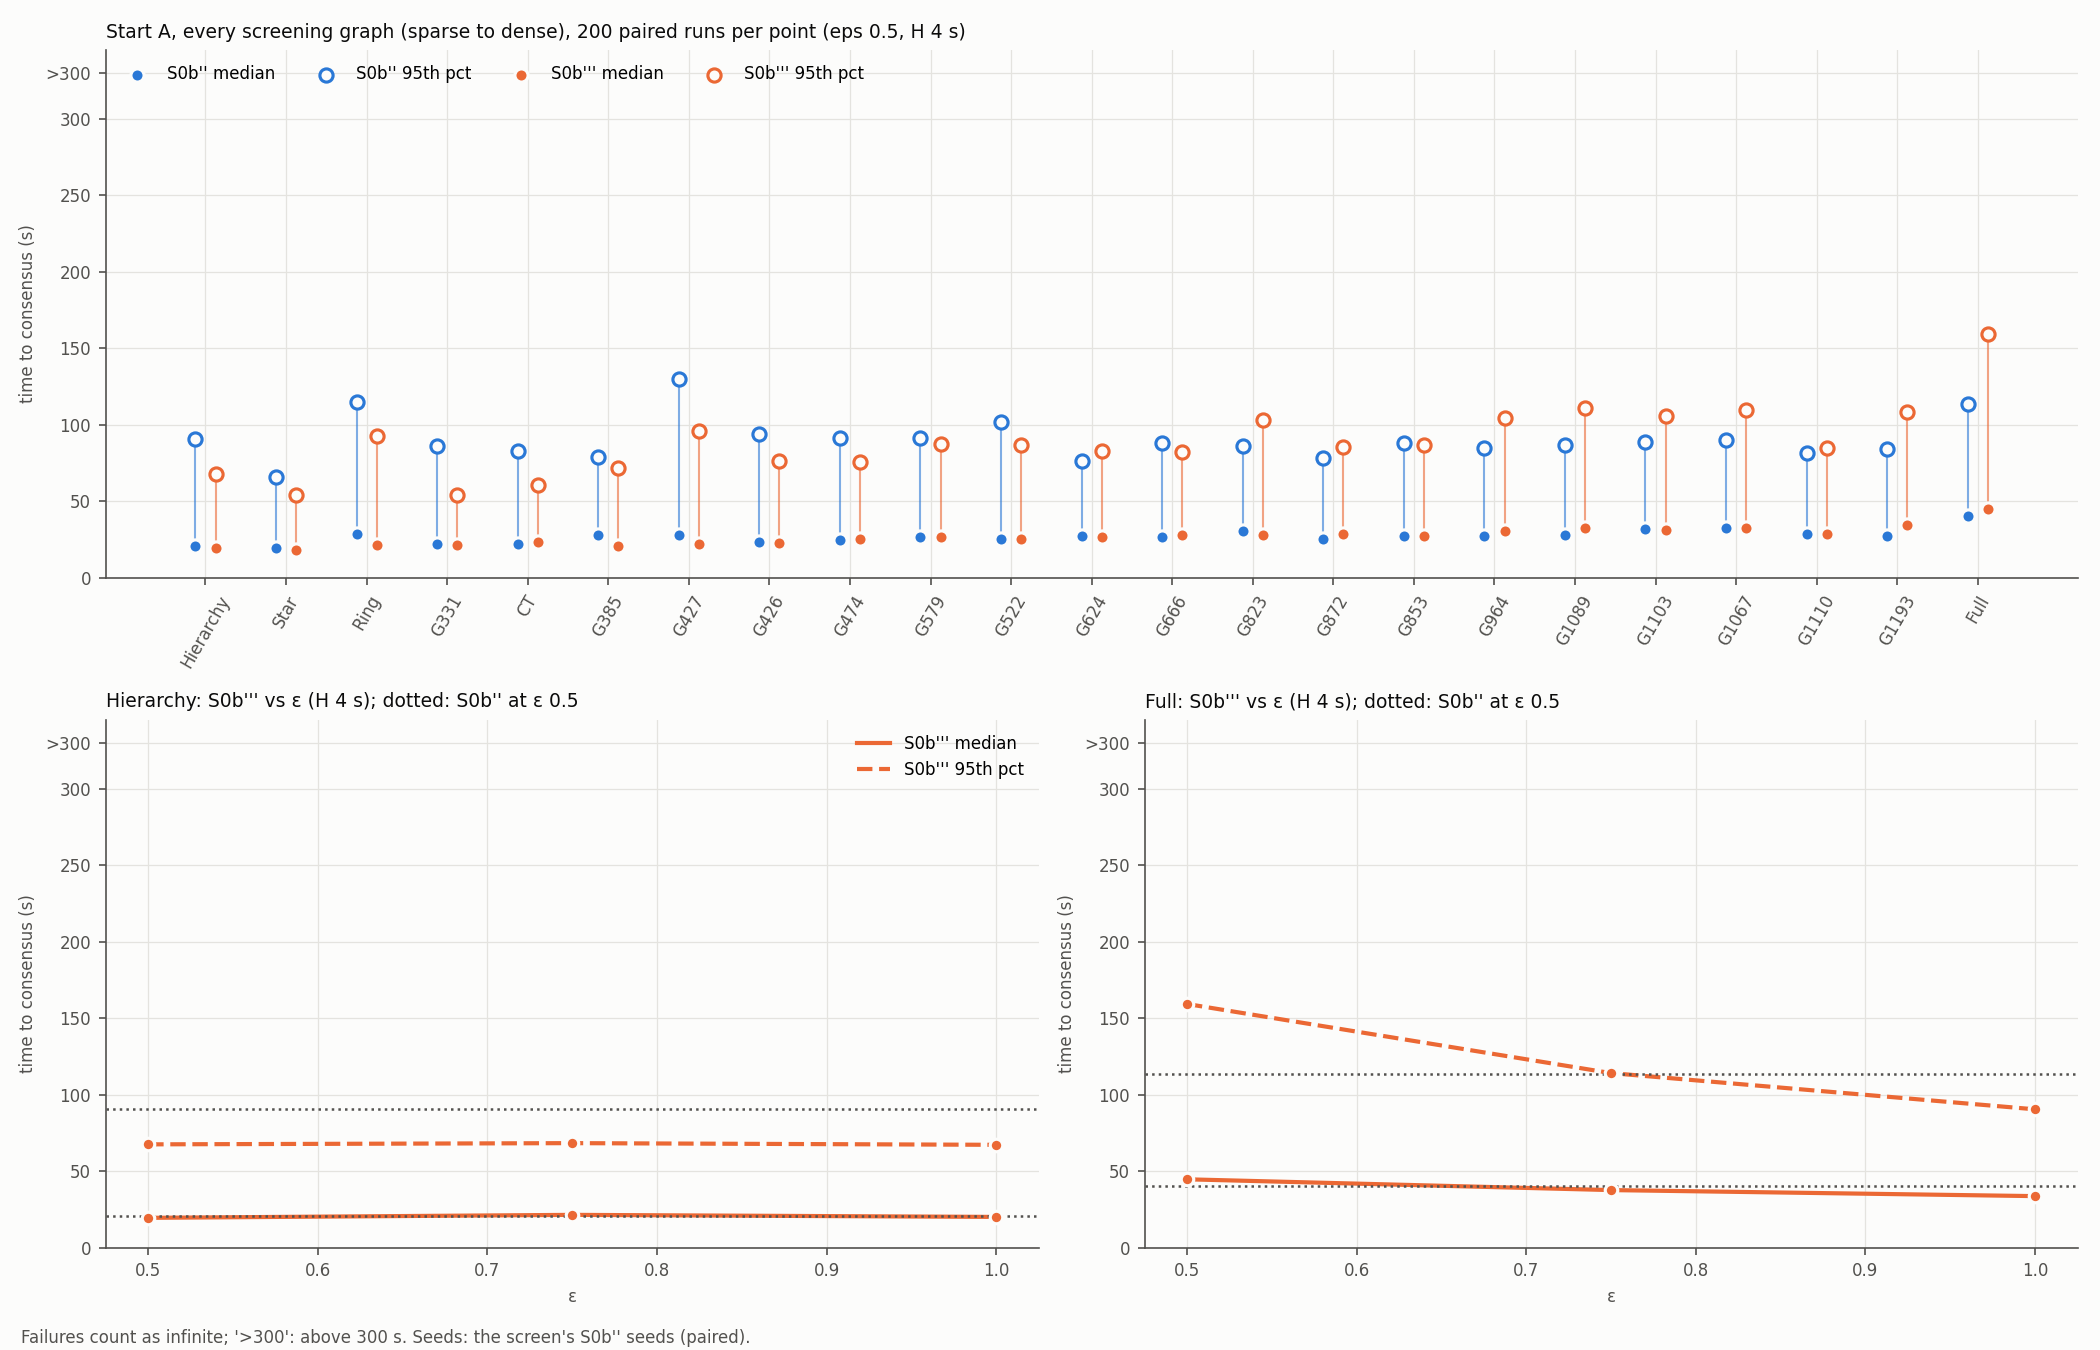 Start A, every screening graph (sparse to dense), 200 paired runs per point (eps 0.5, H 4 s)
S0b'' median
S0b'' 95th pct
S0b''' median
S0b''' 95th pct
>300
300
250
200
150
100
50
0
time to consensus (s)
Hierarchy
Star
Ring
G331
CT
G385
G427
G426
G474
G579
G522
G624
G666
G823
G872
G853
G964
G1089
G1103
G1067
G1110
G1193
Full
Hierarchy: S0b''' vs ε (H 4 s); dotted: S0b'' at ε 0.5
S0b''' median
S0b''' 95th pct
>300
300
250
200
150
100
50
0
time to consensus (s)
0.5
0.6
0.7
0.8
0.9
1.0
ε
Full: S0b''' vs ε (H 4 s); dotted: S0b'' at ε 0.5
>300
300
250
200
150
100
50
0
time to consensus (s)
0.5
0.6
0.7
0.8
0.9
1.0
ε
Failures count as infinite; '>300': above 300 s. Seeds: the screen's S0b'' seeds (paired).